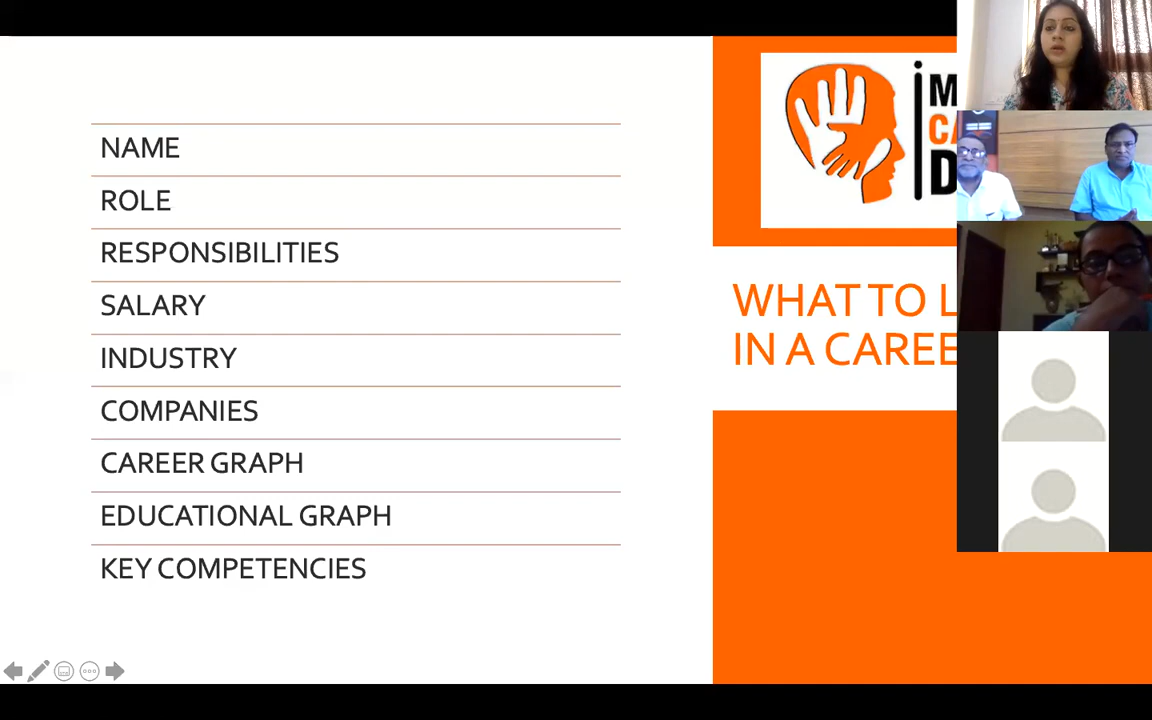 NAME
ROLE
RESPONSIBILITIES
SALARY
INDUSTRY
COMPANIES
CAREER GRAPH
EDUCATIONAL GRAPH
KEY COMPETENCIES
WHAT TO L
IN A CAREE